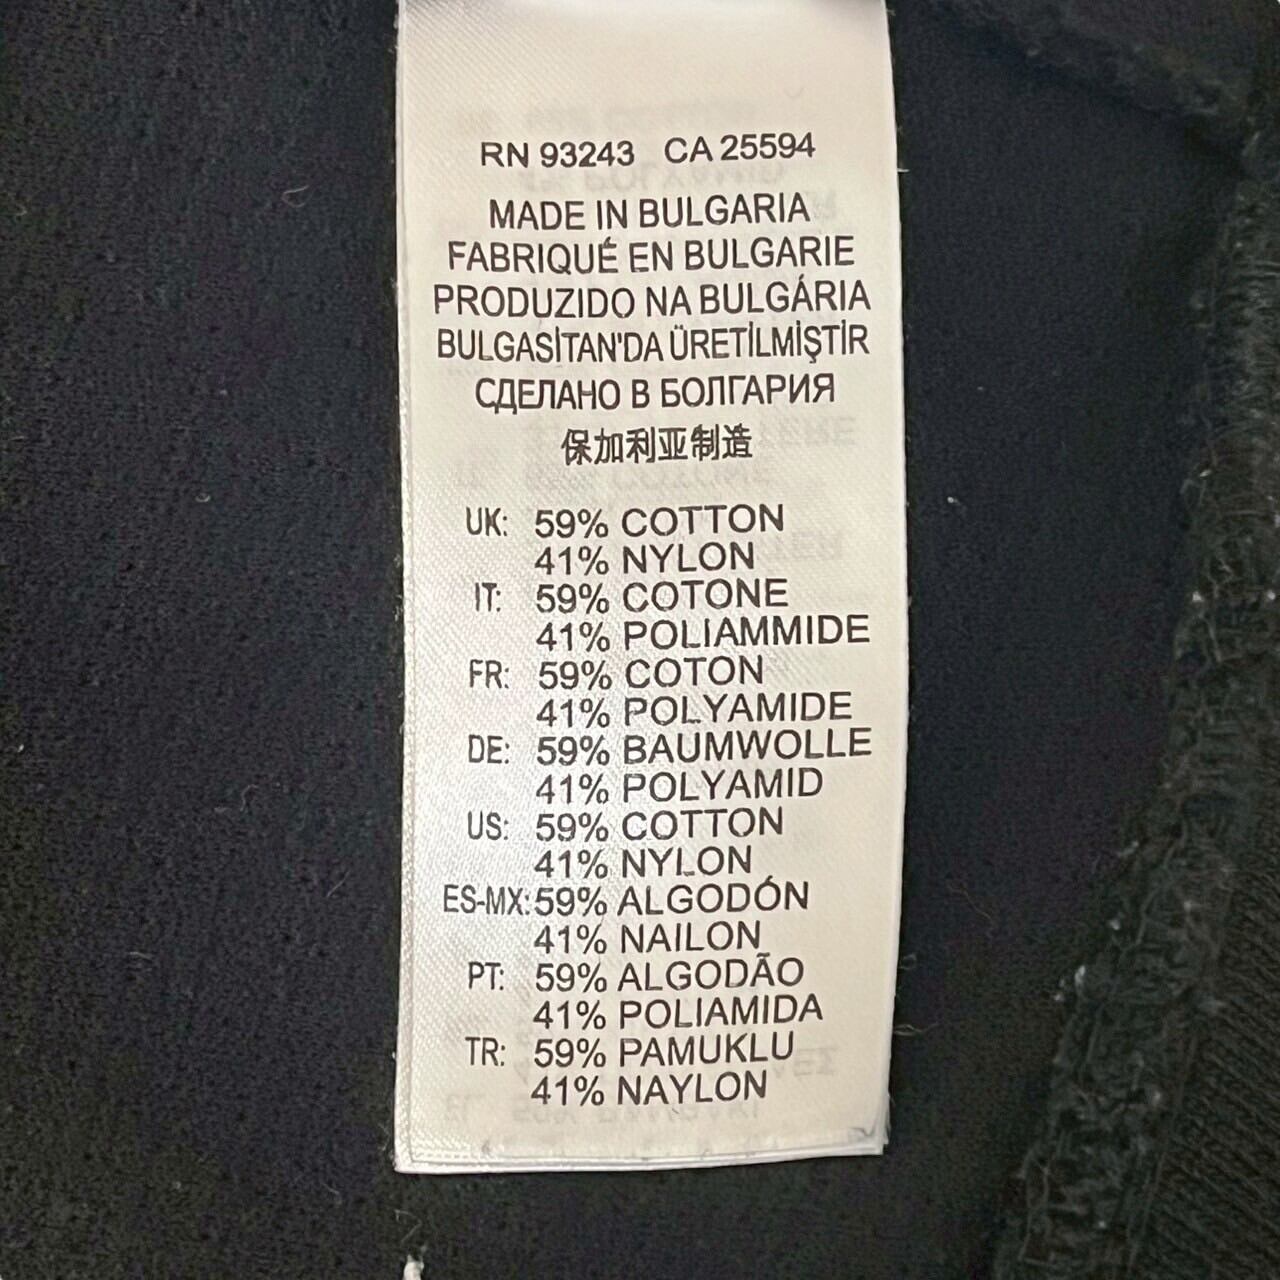 RN 93243 CA 25594
MADE IN BULGARIA
FABRIQUÉ EN BULGARIE
PRODUZIDO NA BULGÁRIA
BULGASİTAN'DA ÜRETİLMİŞTİR
СДЕЛАНО В БОЛГАРИЯ
保加利亚制造
UK: 59% COTTON
41% NYLON
IT: 59% COTONE
41% POLIAMMIDE
FR: 59% COTON
41% POLYAMIDE
DE: 59% BAUMWOLLE
41% POLYAMID
US: 59% COTTON
41% NYLON
ES-MX: 59% ALGODÓN
41% NAILON
PT: 59% ALGODÃO
41% POLIAMIDA
TR: 59% PAMUKLU
41% NAYLON